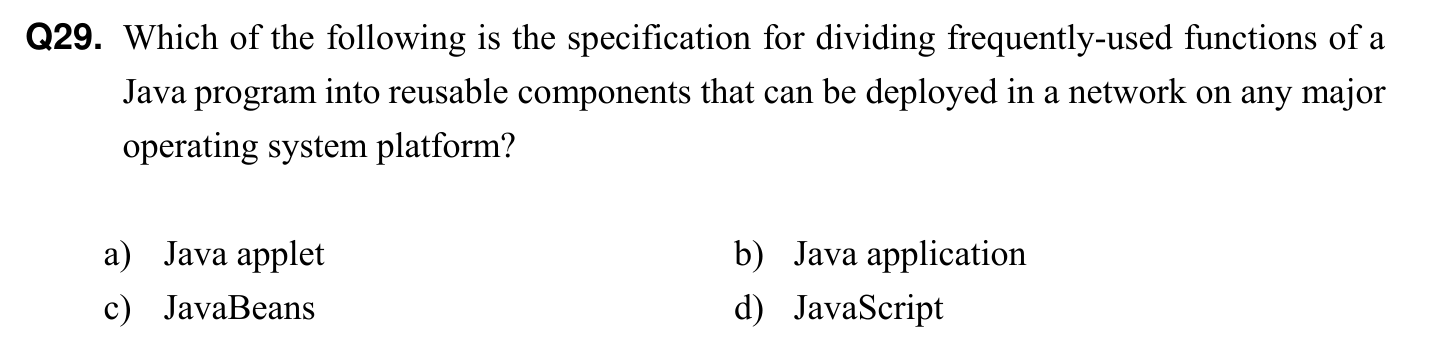 Q29. Which of the following is the specification for dividing frequently-used functions of a
Java program into reusable components that can be deployed in a network on any major
operating system platform?
a) Java applet b) Java application
c) JavaBeans d) JavaScript